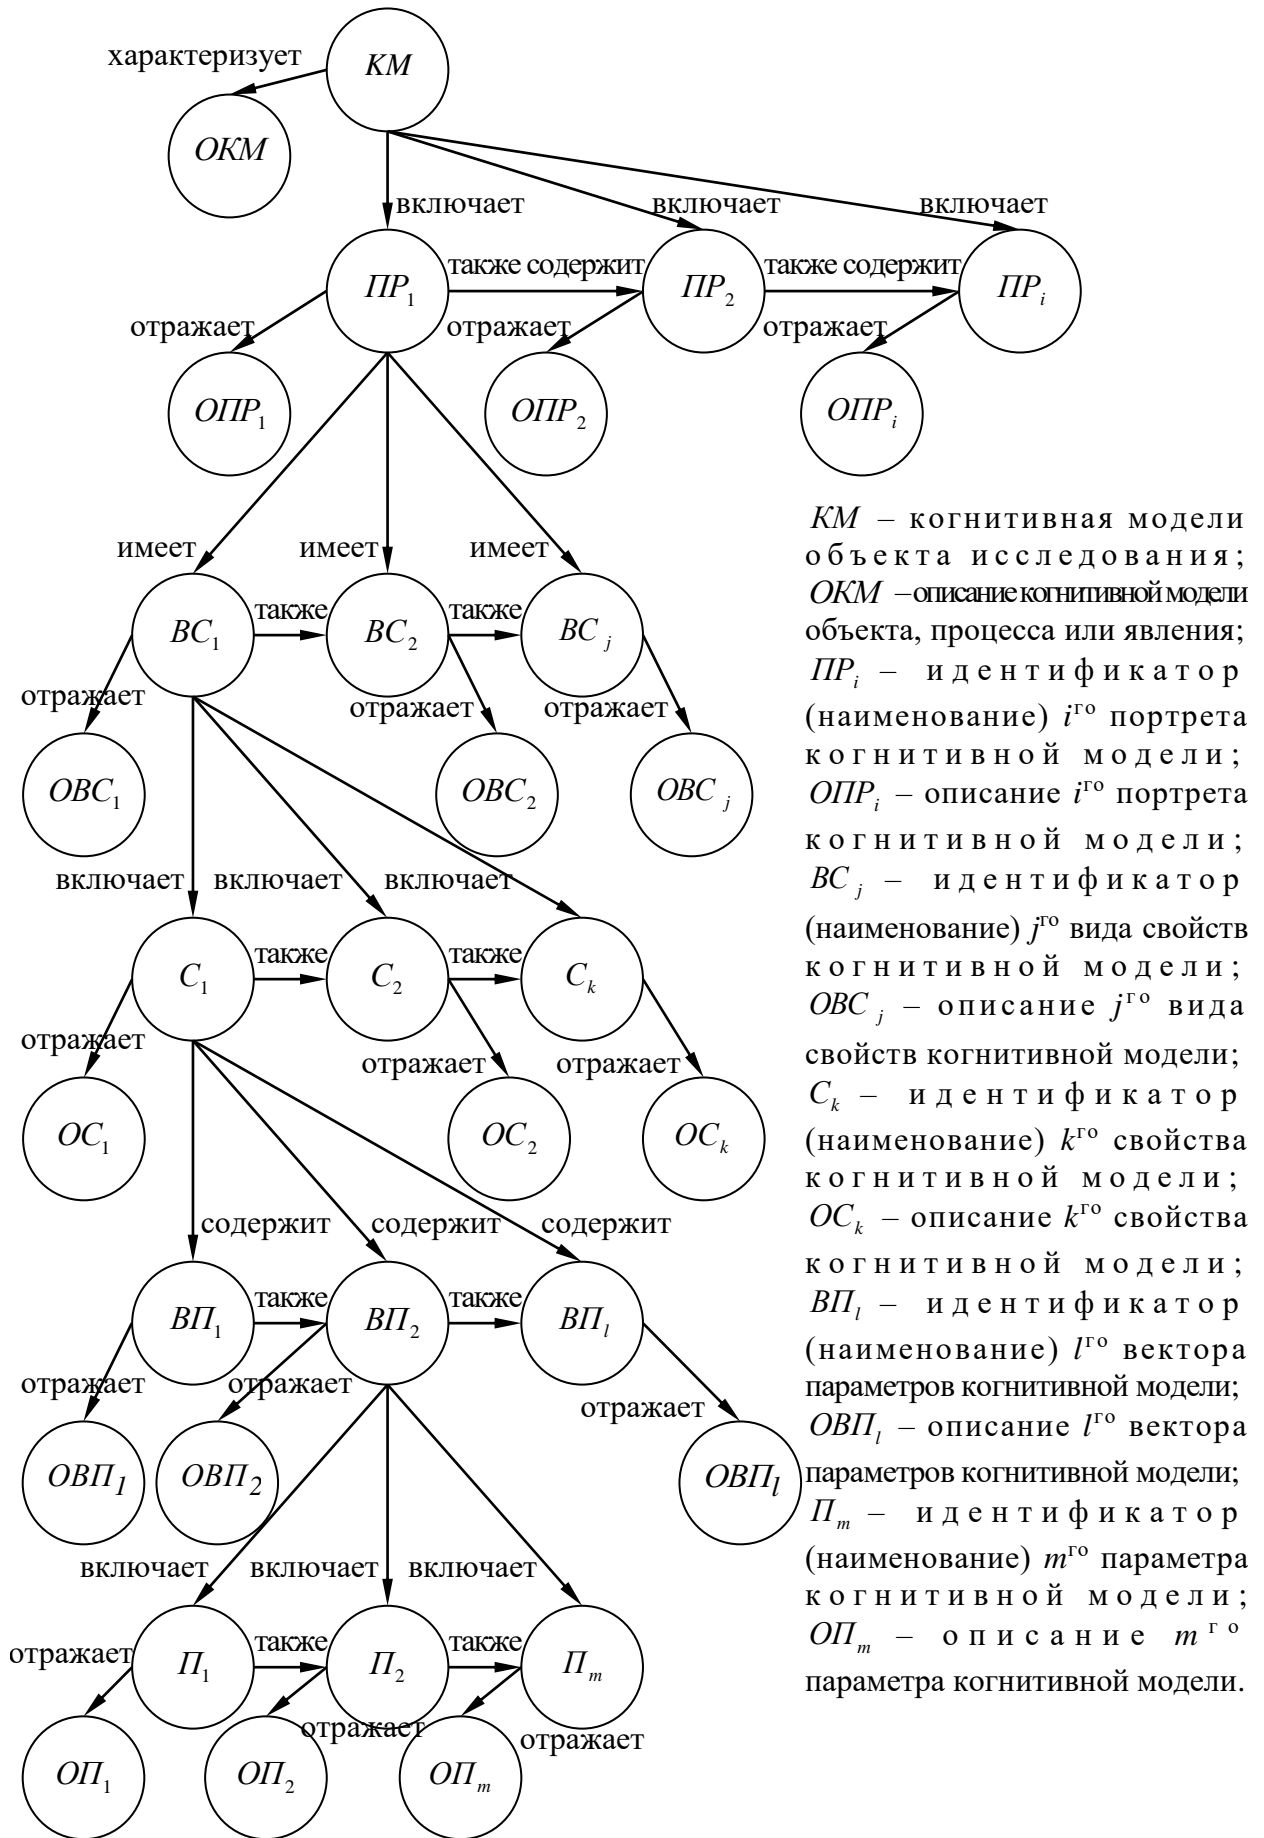 характеризует
КМ
ОКМ
включает включает включает
также содержит также содержит
ПР1 ПР2 ПРi
отражает отражает отражает
ОПР1 ОПР2 ОПРi
имеет имеет имеет
также также
ВС1 ВС2 ВСj
отражает отражает отражает
ОВС1 ОВС2 ОВСj
включает включает включает
также также
С1 С2 Сk
отражает отражает отражает
ОС1 ОС2 ОСk
содержит содержит содержит
также также
ВП1 ВП2 ВПl
отражает отражает отражает
ОВП1 ОВП2 ОВПl
включает включает включает
отражает также также
П1 П2 Пm
отражает отражает
ОП1 ОП2 ОПm
КМ – когнитивная модели
объекта исследования;
ОКМ – описание когнитивной модели
объекта, процесса или явления;
ПРi – идентификатор
(наименование) iго портрета
когнитивной модели;
ОПРi – описание iго портрета
когнитивной модели;
ВСj – идентификатор
(наименование) jго вида свойств
когнитивной модели;
ОВСj – описание jго вида
свойств когнитивной модели;
Сk – идентификатор
(наименование) kго свойства
когнитивной модели;
ОСk – описание kго свойства
когнитивной модели;
ВПl – идентификатор
(наименование) lго вектора
параметров когнитивной модели;
ОВПl – описание lго вектора
параметров когнитивной модели;
Пm – идентификатор
(наименование) mго параметра
когнитивной модели;
ОПm – описание mго
параметра когнитивной модели.